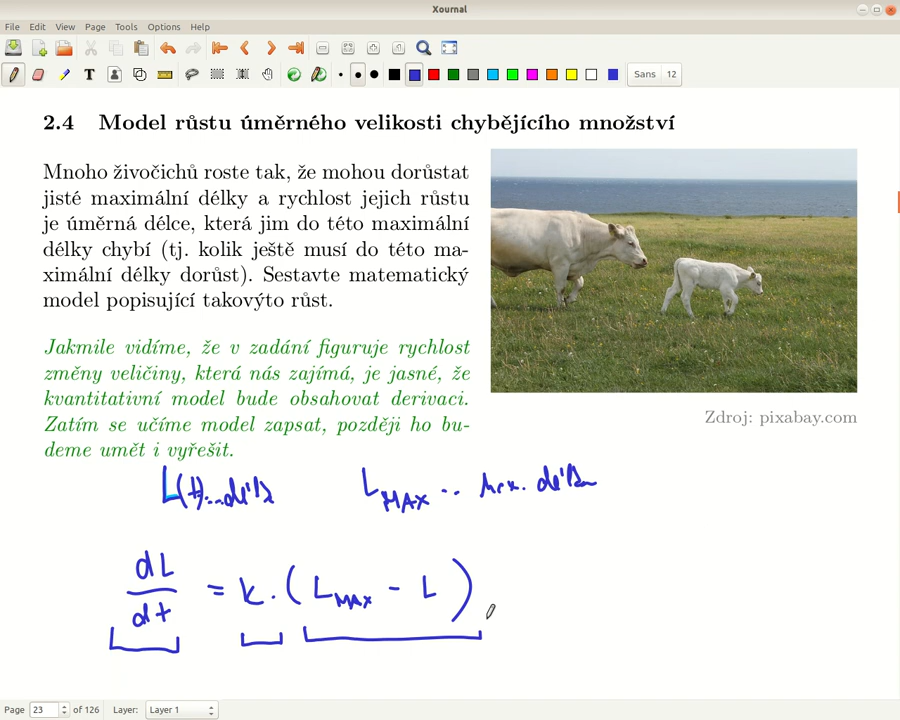 Xournal
File Edit View Page Tools Options Help
Sans 12
2.4 Model růstu úměrného velikosti chybějícího množství
Mnoho živočichů roste tak, že mohou dorůstat
jisté maximální délky a rychlost jejich růstu
je úměrná délce, která jim do této maximální
délky chybí (tj. kolik ještě musí do této ma-
ximální délky dorůst). Sestavte matematický
model popisující takovýto růst.
Jakmile vidíme, že v zadání figuruje rychlost
změny veličiny, která nás zajímá, je jasné, že
kvantitativní model bude obsahovat derivaci.
Zatím se učíme model zapsat, později ho bu-
deme umět i vyřešit.
Zdroj: pixabay.com
L(t)...délka L_MAX .. max. délka
dL/dt = k.(L_MAX - L)
Page 23 of 126 Layer: Layer 1